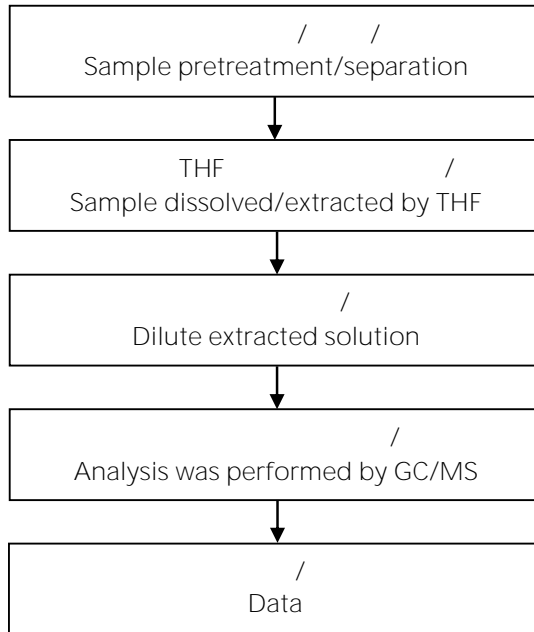 / /
Sample pretreatment/separation
THF /
Sample dissolved/extracted by THF
/
Dilute extracted solution
/
Analysis was performed by GC/MS
/
Data